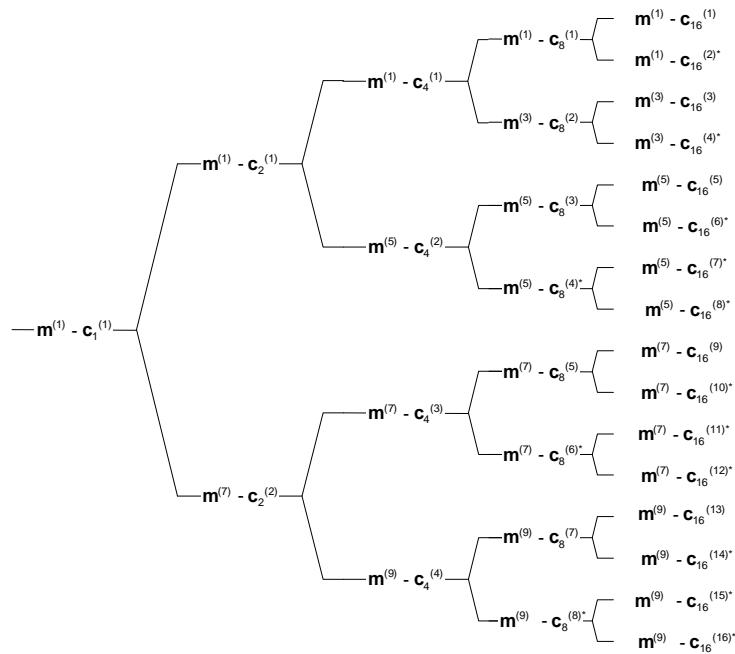 m⁽¹⁾ - c₁₆⁽¹⁾
m⁽¹⁾ - c₈⁽¹⁾
m⁽¹⁾ - c₁₆⁽²⁾*
m⁽¹⁾ - c₄⁽¹⁾
m⁽³⁾ - c₁₆⁽³⁾
m⁽³⁾ - c₈⁽²⁾
m⁽³⁾ - c₁₆⁽⁴⁾*
m⁽¹⁾ - c₂⁽¹⁾
m⁽⁵⁾ - c₁₆⁽⁵⁾
m⁽⁵⁾ - c₈⁽³⁾
m⁽⁵⁾ - c₁₆⁽⁶⁾*
m⁽⁵⁾ - c₄⁽²⁾
m⁽⁵⁾ - c₁₆⁽⁷⁾*
m⁽⁵⁾ - c₈⁽⁴⁾*
m⁽⁵⁾ - c₁₆⁽⁸⁾*
m⁽¹⁾ - c₁⁽¹⁾
m⁽⁷⁾ - c₁₆⁽⁹⁾
m⁽⁷⁾ - c₈⁽⁵⁾
m⁽⁷⁾ - c₁₆⁽¹⁰⁾*
m⁽⁷⁾ - c₄⁽³⁾
m⁽⁷⁾ - c₁₆⁽¹¹⁾*
m⁽⁷⁾ - c₈⁽⁶⁾*
m⁽⁷⁾ - c₁₆⁽¹²⁾*
m⁽⁷⁾ - c₂⁽²⁾
m⁽⁹⁾ - c₁₆⁽¹³⁾
m⁽⁹⁾ - c₈⁽⁷⁾
m⁽⁹⁾ - c₁₆⁽¹⁴⁾*
m⁽⁹⁾ - c₄⁽⁴⁾
m⁽⁹⁾ - c₁₆⁽¹⁵⁾*
m⁽⁹⁾ - c₈⁽⁸⁾*
m⁽⁹⁾ - c₁₆⁽¹⁶⁾*